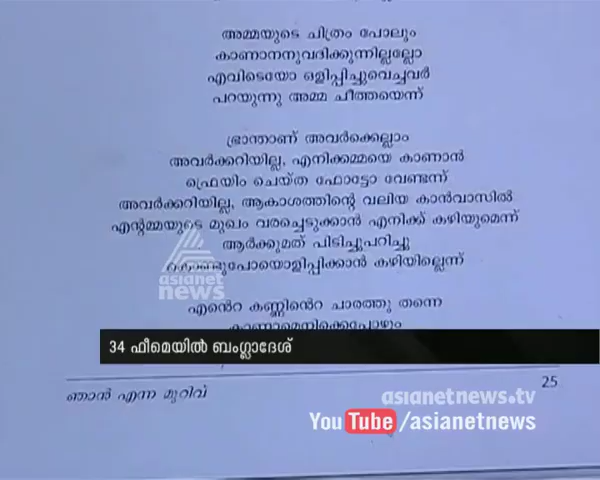 അമ്മയുടെ ചിത്രം പോലും
കാണാനനുവദിക്കുന്നില്ലല്ലോ
എവിടെയോ ഒളിപ്പിച്ചുവെച്ചവർ
പറയുന്നു അമ്മ ചീത്തയെന്ന്
ഭ്രാന്താണ് അവർക്കെല്ലാം
അവർക്കറിയില്ല, എനിക്കമ്മയെ കാണാൻ
ഫ്രെയിം ചെയ്ത ഫോട്ടോ വേണ്ടന്ന്
അവർക്കറിയില്ല, ആകാശത്തിന്റെ വലിയ കാൻവാസിൽ
എന്റമ്മയുടെ മുഖം വരച്ചെടുക്കാൻ എനിക്ക് കഴിയുമെന്ന്
ആർക്കുമത് പിടിച്ചുപറിച്ചു
കൊണ്ടുപോയൊളിപ്പിക്കാൻ കഴിയില്ലെന്ന്
asianet
news
എന്റെ കണ്ണിന്റെ ചാരത്തു തന്നെ
കാണാമെനിക്കെപ്പോഴും
34 ഫീമെയിൽ ബംഗ്ലാദേശ്
ഞാൻ എന്ന മുറിവ്
25
asianetnews.tv
YouTube/asianetnews